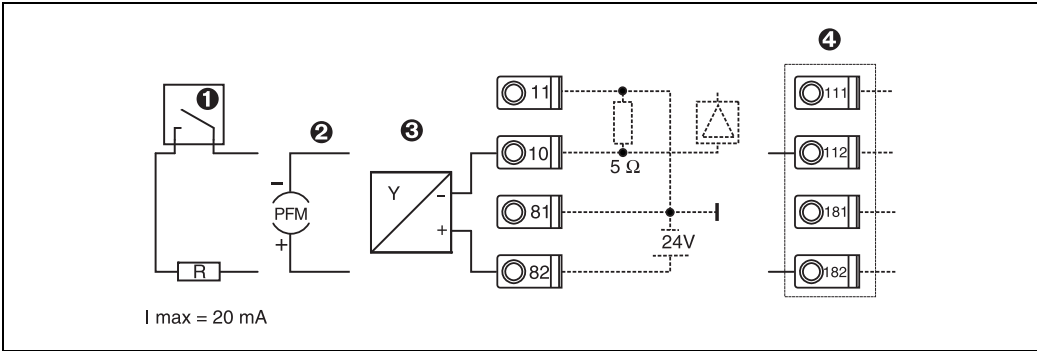 ❶
❷
❸
❹
-
PFM
+
R
I max = 20 mA
Y
-
+
11
10
81
82
5 Ω
24V
111
112
181
182